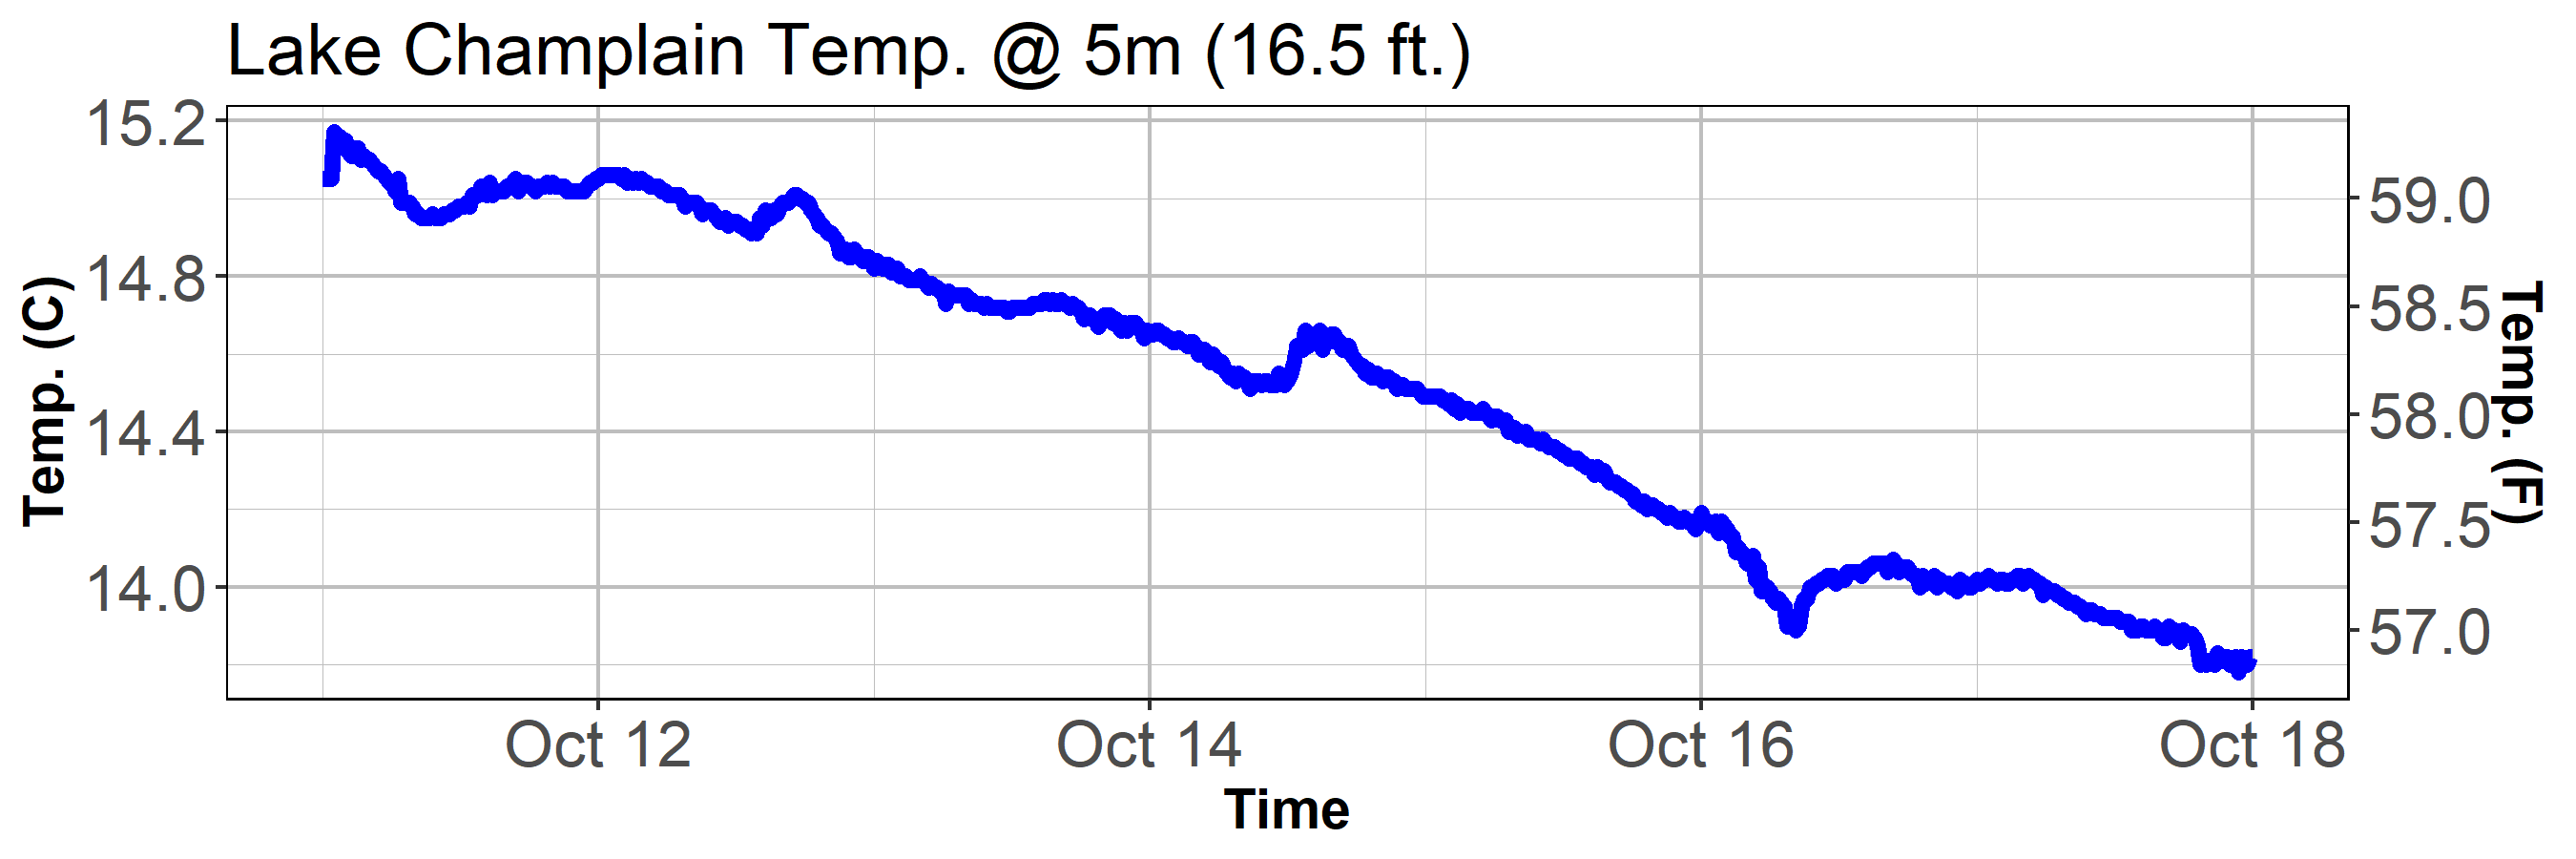 Lake Champlain Temp. @ 5m (16.5 ft.)
Temp. (C)
15.2
14.8
14.4
14.0
59.0
58.5
58.0
57.5
57.0
Temp. (F)
Oct 12 Oct 14 Oct 16 Oct 18
Time